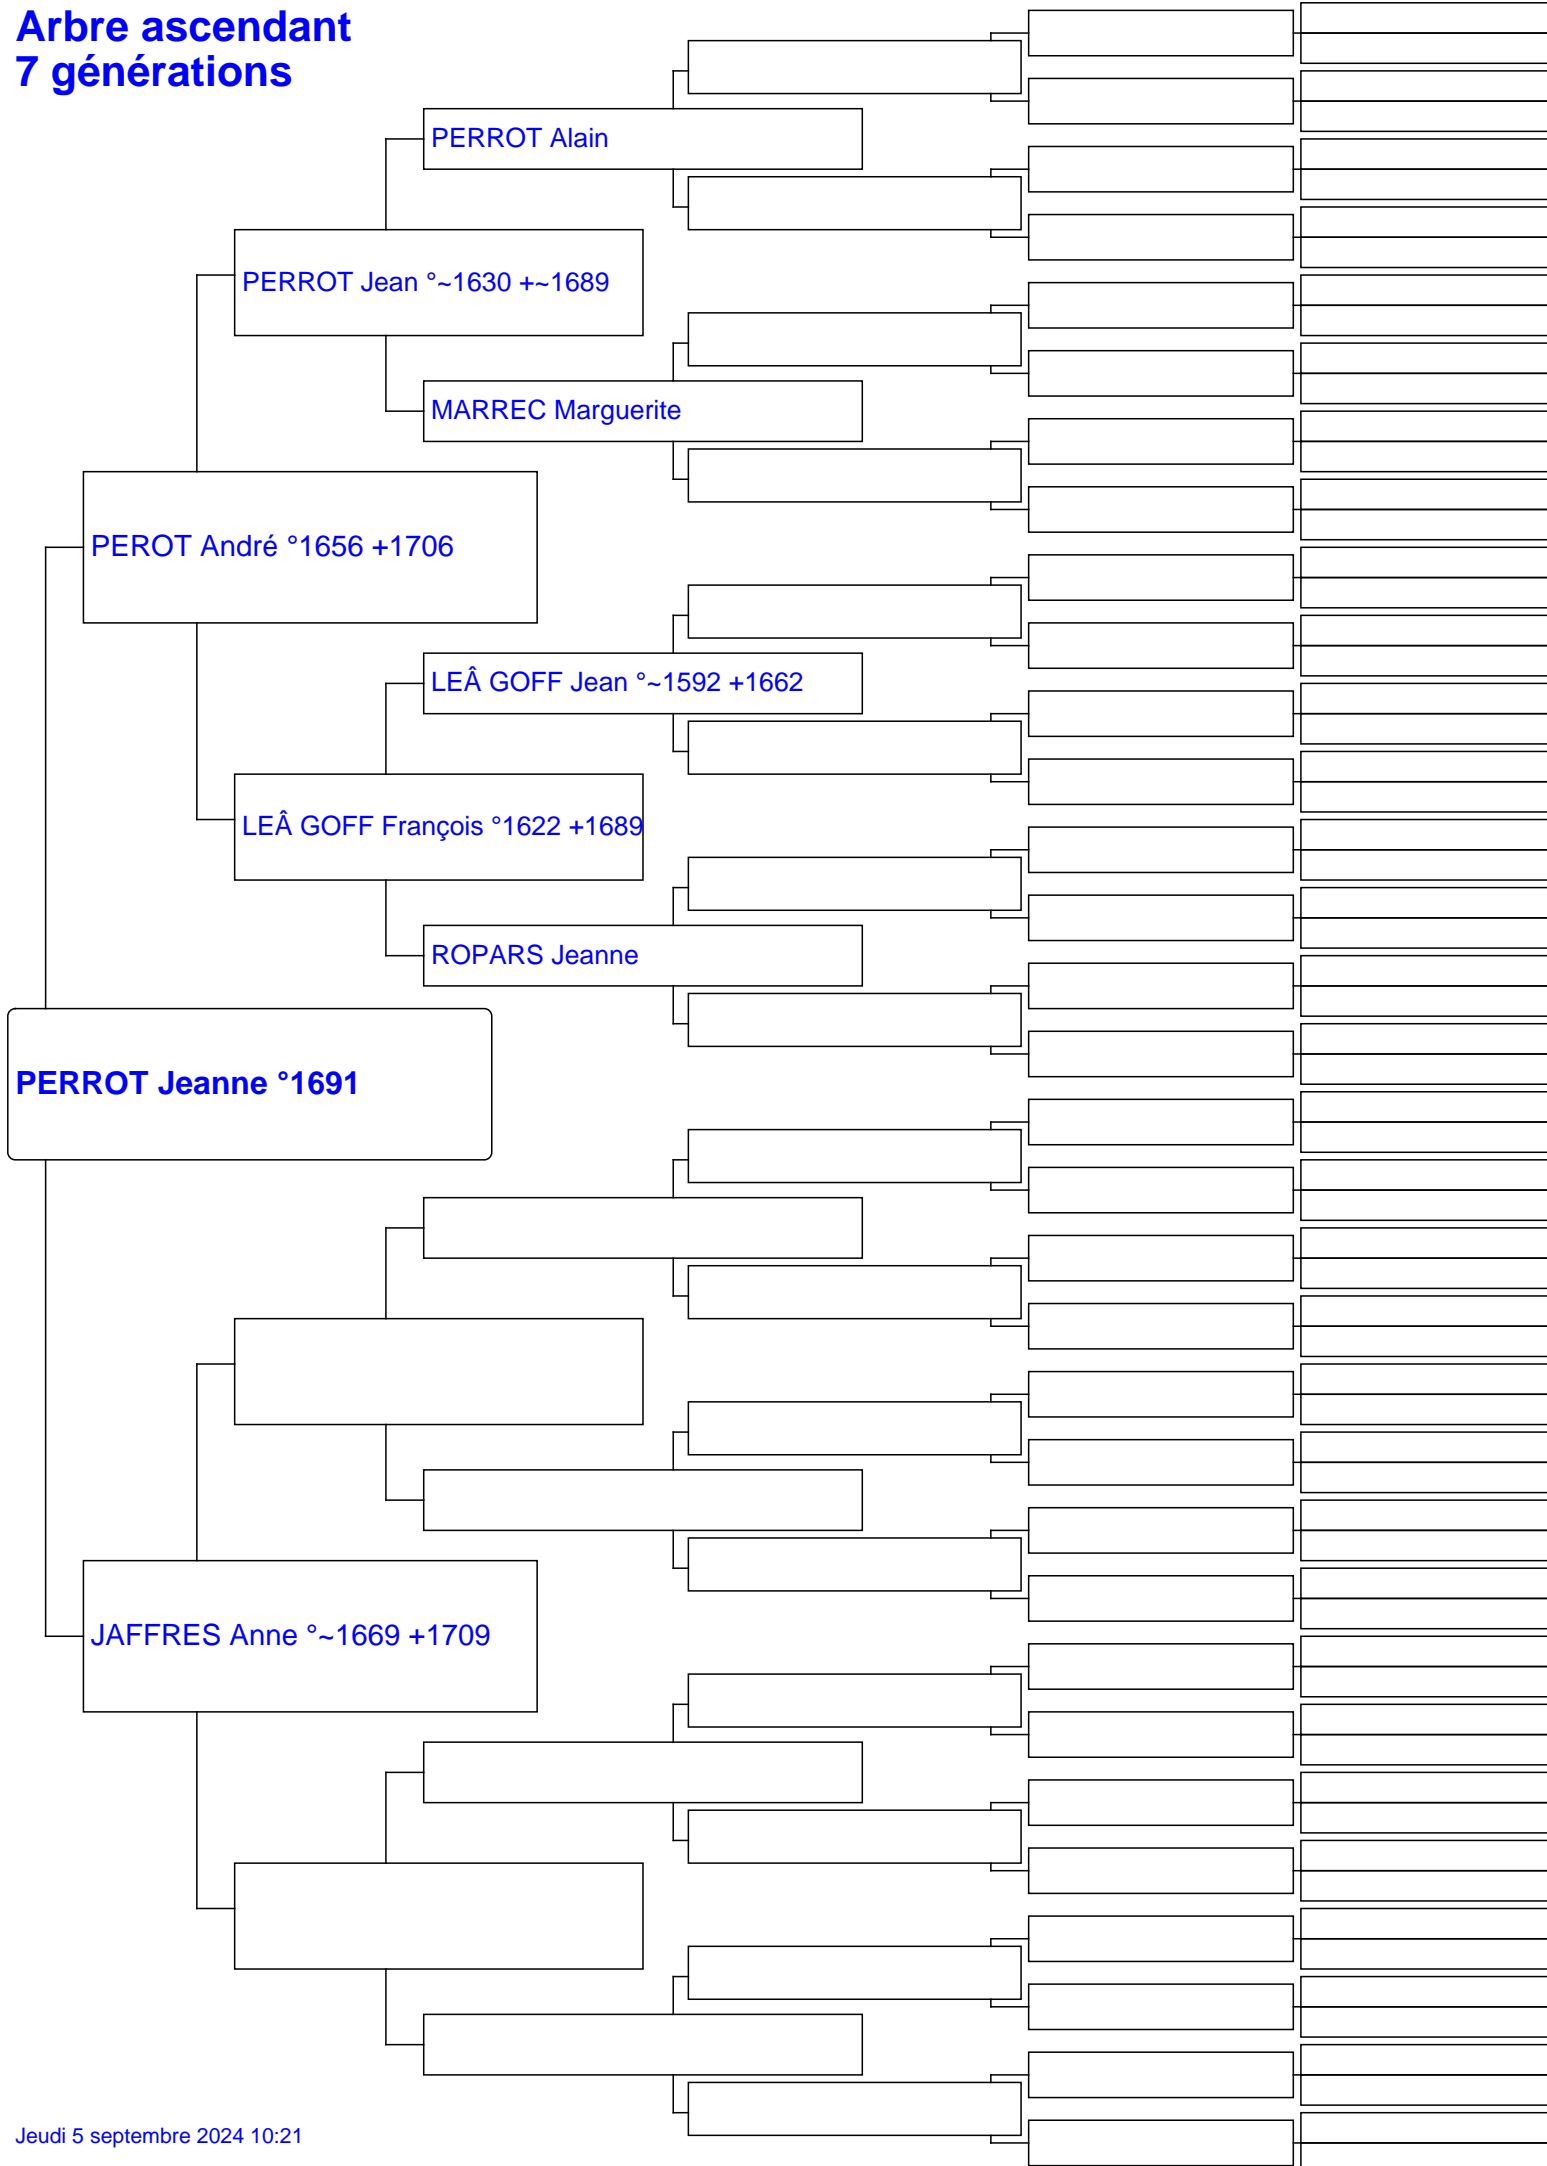 Arbre ascendant
7 générations
PERROT Alain
PERROT Jean °~1630 +~1689
MARREC Marguerite
PEROT André °1656 +1706
LEÂ GOFF Jean °~1592 +1662
LEÂ GOFF François °1622 +1689
ROPARS Jeanne
PERROT Jeanne °1691
JAFFRES Anne °~1669 +1709
Jeudi 5 septembre 2024 10:21